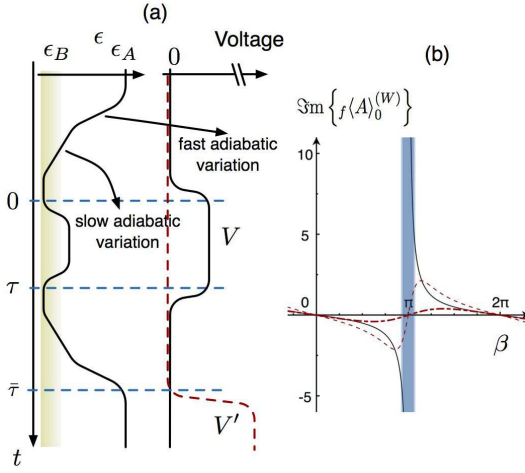 (a)
ϵ
ϵ_B ϵ_A
0
Voltage
fast adiabatic
variation
0
slow adiabatic
variation
V
τ
τ̄
V′
t
(b)
ℑm { _f⟨A⟩_0^(W) }
10
5
0
π
2π
β
-5